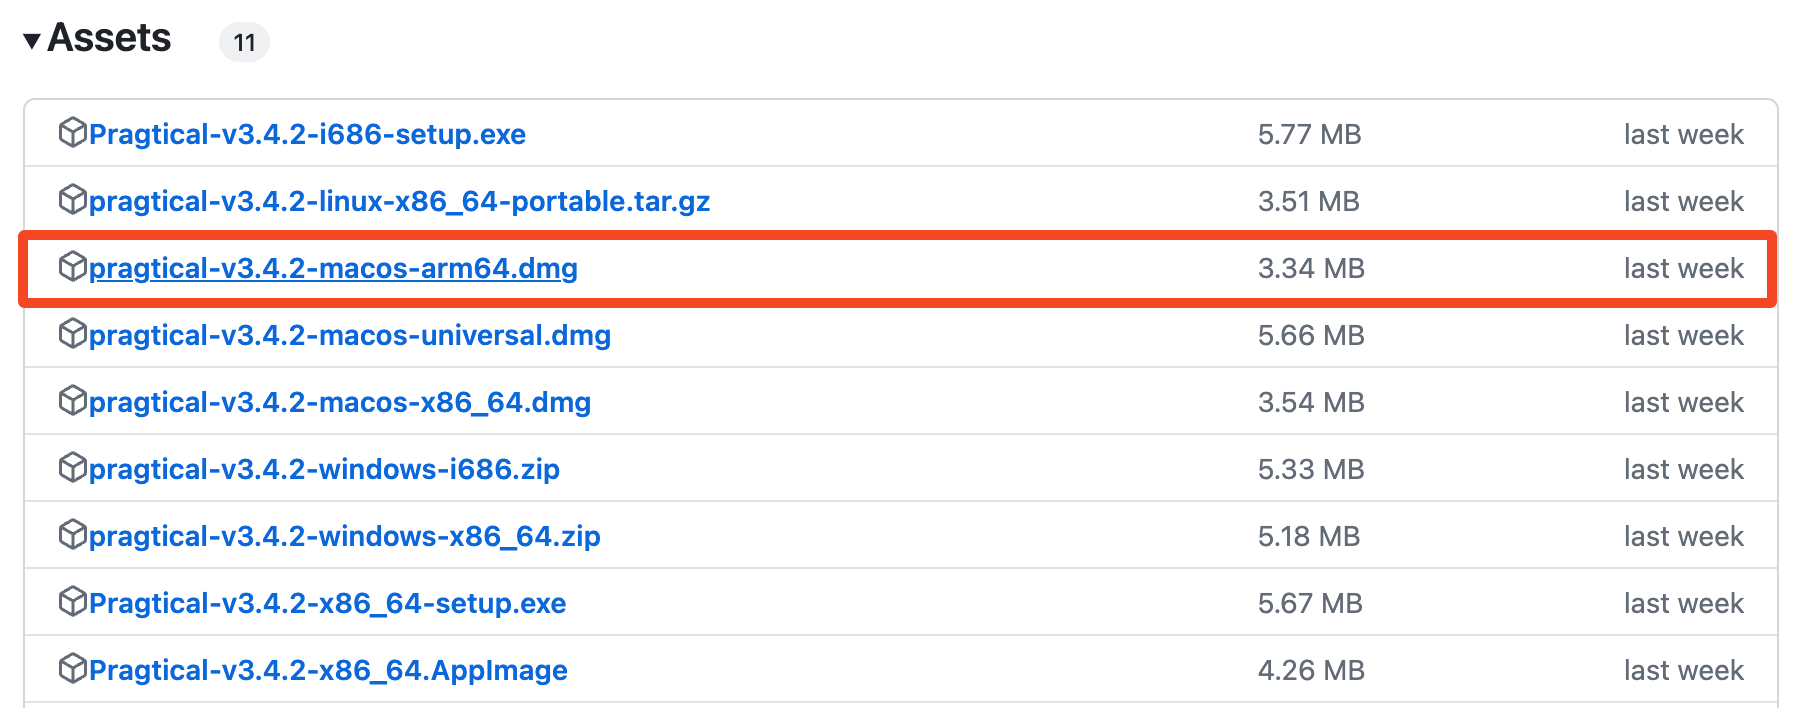 ▼ Assets 11
Pragtical-v3.4.2-i686-setup.exe 5.77 MB last week
pragtical-v3.4.2-linux-x86_64-portable.tar.gz 3.51 MB last week
pragtical-v3.4.2-macos-arm64.dmg 3.34 MB last week
pragtical-v3.4.2-macos-universal.dmg 5.66 MB last week
pragtical-v3.4.2-macos-x86_64.dmg 3.54 MB last week
pragtical-v3.4.2-windows-i686.zip 5.33 MB last week
pragtical-v3.4.2-windows-x86_64.zip 5.18 MB last week
Pragtical-v3.4.2-x86_64-setup.exe 5.67 MB last week
Pragtical-v3.4.2-x86_64.AppImage 4.26 MB last week